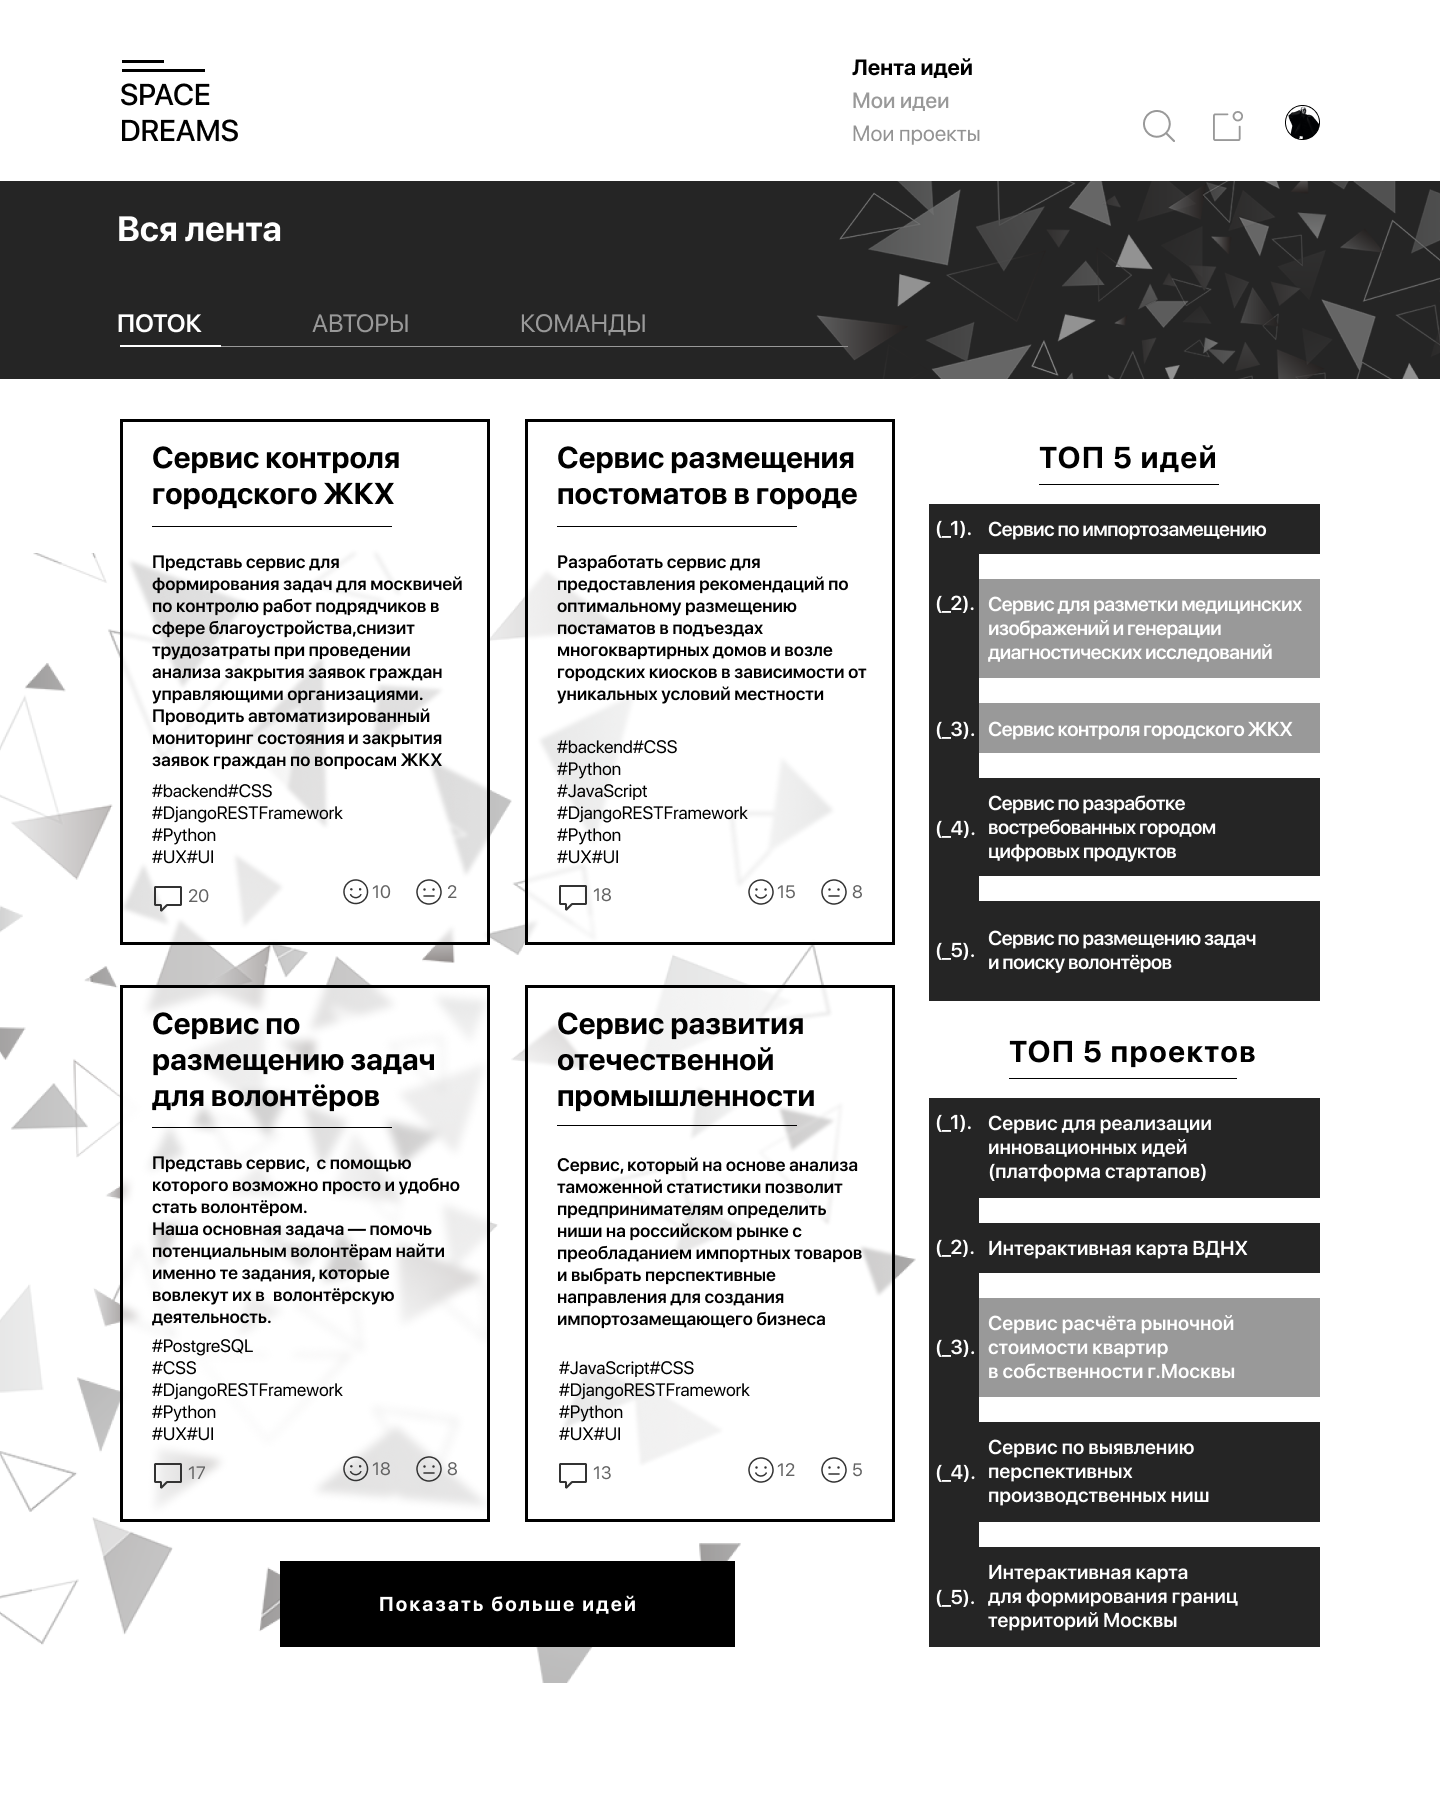 SPACE
DREAMS
Лента идей
Мои идеи
Мои проекты
Вся лента
ПОТОК
АВТОРЫ
КОМАНДЫ
Сервис контроля
городского ЖКХ
Представь сервис для
формирования задач для москвичей
по контролю работ подрядчиков в
сфере благоустройства,снизит
трудозатраты при проведении
анализа закрытия заявок граждан
управляющими организациями.
Проводить автоматизированный
мониторинг состояния и закрытия
заявок граждан по вопросам ЖКХ
#backend#CSS
#DjangoRESTFramework
#Python
#UX#UI
20
10
2
Сервис размещения
постоматов в городе
Разработать сервис для
предоставления рекомендаций по
оптимальному размещению
постаматов в подъездах
многоквартирных домов и возле
городских киосков в зависимости от
уникальных условий местности
#backend#CSS
#Python
#JavaScript
#DjangoRESTFramework
#Python
#UX#UI
18
15
8
Сервис по
размещению задач
для волонтёров
Представь сервис, с помощью
которого возможно просто и удобно
стать волонтёром.
Наша основная задача — помочь
потенциальным волонтёрам найти
именно те задания, которые
вовлекут их в волонтёрскую
деятельность.
#PostgreSQL
#CSS
#DjangoRESTFramework
#Python
#UX#UI
17
18
8
Сервис развития
отечественной
промышленности
Сервис, который на основе анализа
таможенной статистики позволит
предпринимателям определить
ниши на российском рынке с
преобладанием импортных товаров
и выбрать перспективные
направления для создания
импортозамещающего бизнеса
#JavaScript#CSS
#DjangoRESTFramework
#Python
#UX#UI
13
12
5
Показать больше идей
ТОП 5 идей
(_1). Сервис по импортозамещению
(_2). Сервис для разметки медицинских
изображений и генерации
диагностических исследований
(_3). Сервис контроля городского ЖКХ
Сервис по разработке
(_4). востребованных городом
цифровых продуктов
(_5). Сервис по размещению задач
и поиску волонтёров
ТОП 5 проектов
(_1). Сервис для реализации
инновационных идей
(платформа стартапов)
(_2). Интерактивная карта ВДНХ
Сервис расчёта рыночной
(_3). стоимости квартир
в собственности г.Москвы
Сервис по выявлению
(_4). перспективных
производственных ниш
Интерактивная карта
(_5). для формирования границ
территорий Москвы